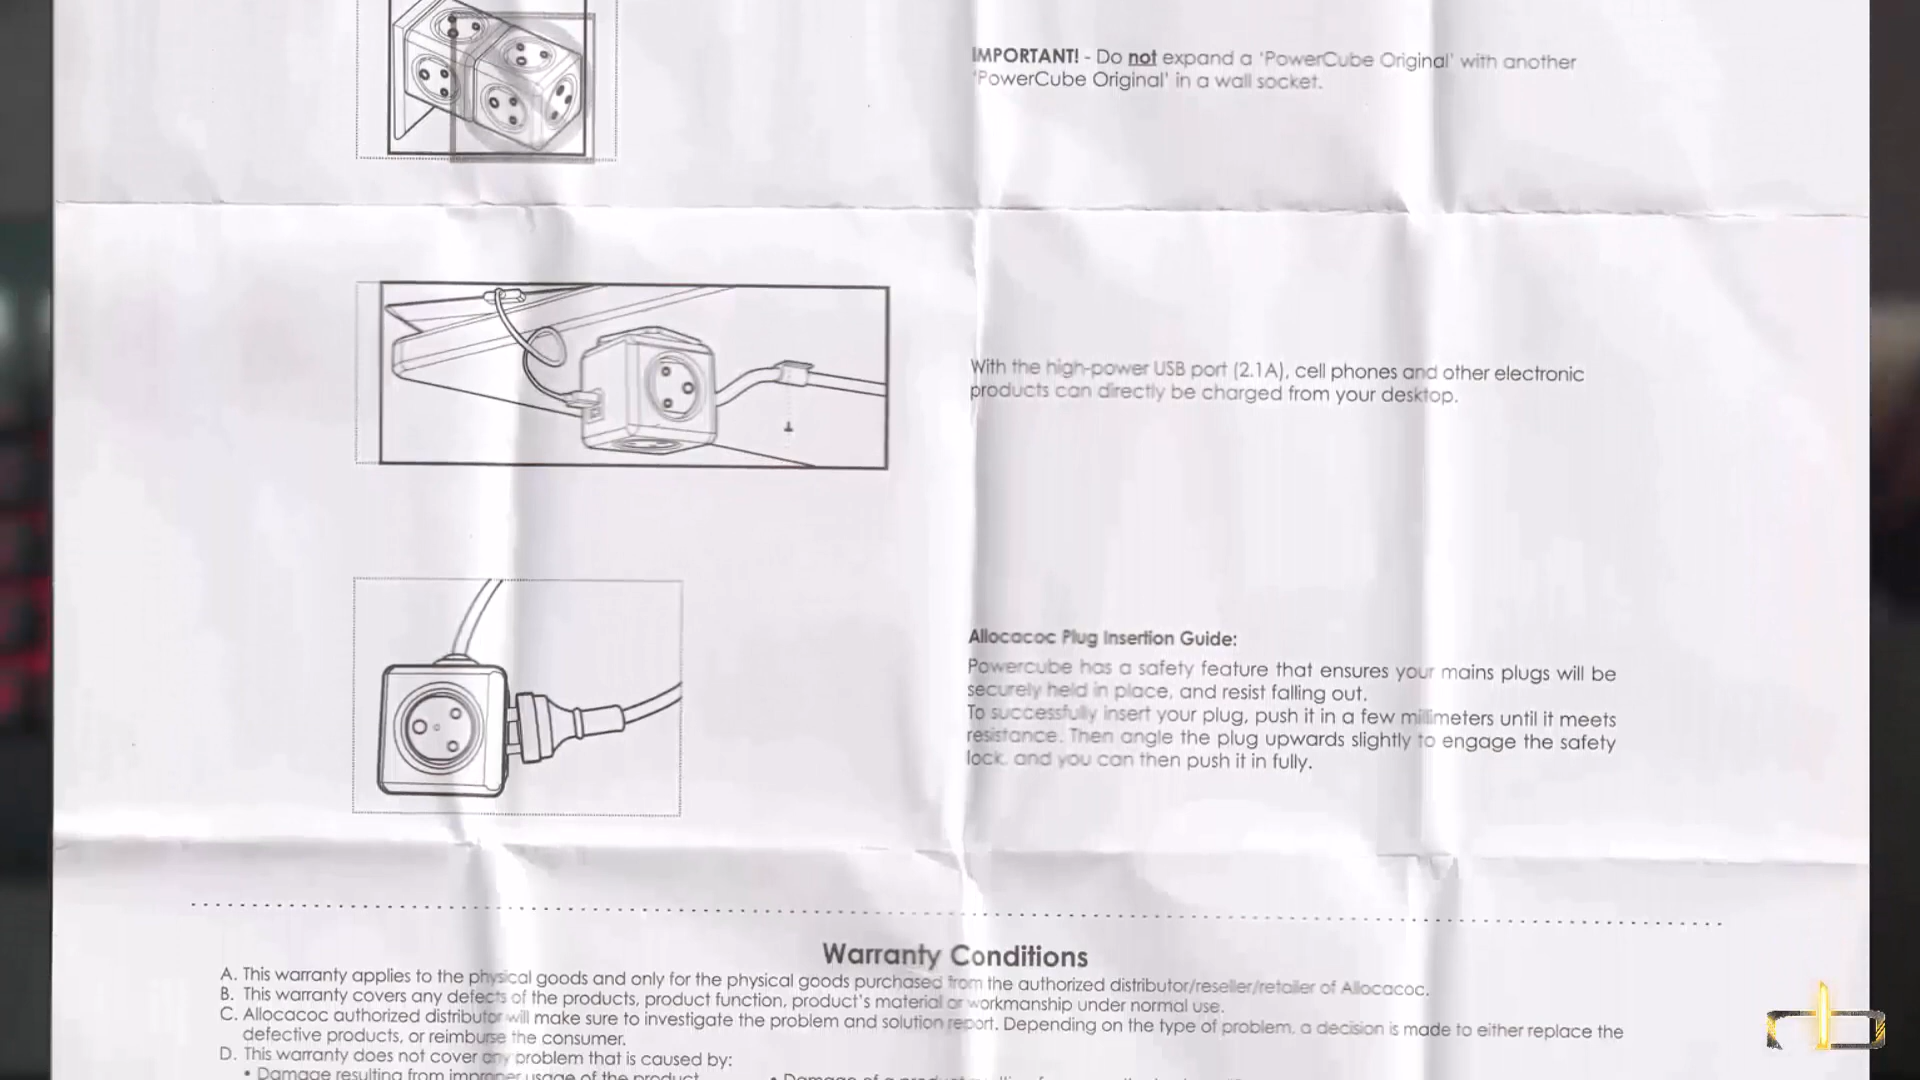 IMPORTANT! - Do not expand a 'PowerCube Original' with another
'PowerCube Original' in a wall socket.
With the high-power USB port (2.1A), cell phones and other electronic
products can directly be charged from your desktop.
Allocacoc Plug Insertion Guide:
Powercube has a safety feature that ensures your mains plugs will be
securely held in place, and resist falling out.
To successfully insert your plug, push it in a few millimeters until it meets
resistance. Then angle the plug upwards slightly to engage the safety
lock, and you can then push it in fully.
Warranty Conditions
A. This warranty applies to the physical goods and only for the physical goods purchased from the authorized distributor/reseller/retailer of Allocacoc.
B. This warranty covers any defects of the products, product function, product's material or workmanship under normal use.
C. Allocacoc authorized distributor will make sure to investigate the problem and solution report. Depending on the type of problem, a decision is made to either replace the
defective products, or reimburse the consumer.
D. This warranty does not cover any problem that is caused by:
• Damage resulting from improper usage of the product